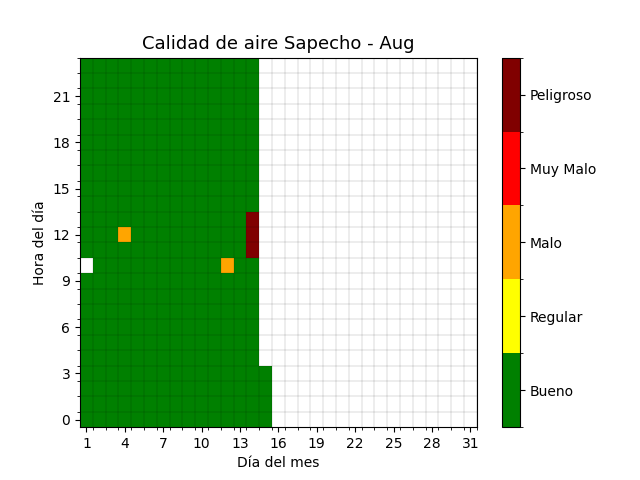 Calidad de aire Sapecho - Aug
Peligroso
Muy Malo
Malo
Regular
Bueno
Hora del día
21
18
15
12
9
6
3
0
1 4 7 10 13 16 19 22 25 28 31
Día del mes